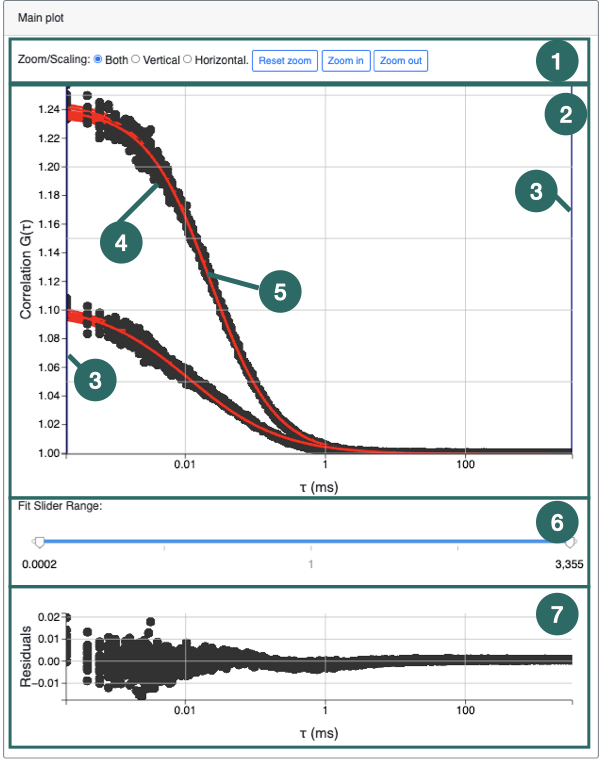 Main plot
Zoom/Scaling: Both Vertical Horizontal. Reset zoom Zoom in Zoom out
1
2
3
4
5
3
Correlation G(τ)
1.24
1.22
1.20
1.18
1.16
1.14
1.12
1.10
1.08
1.06
1.04
1.02
1.00
0.01 1 100
τ (ms)
Fit Slider Range:
6
0.0002 1 3,355
7
Residuals
0.02
0.01
0.00
−0.01
0.01 1 100
τ (ms)